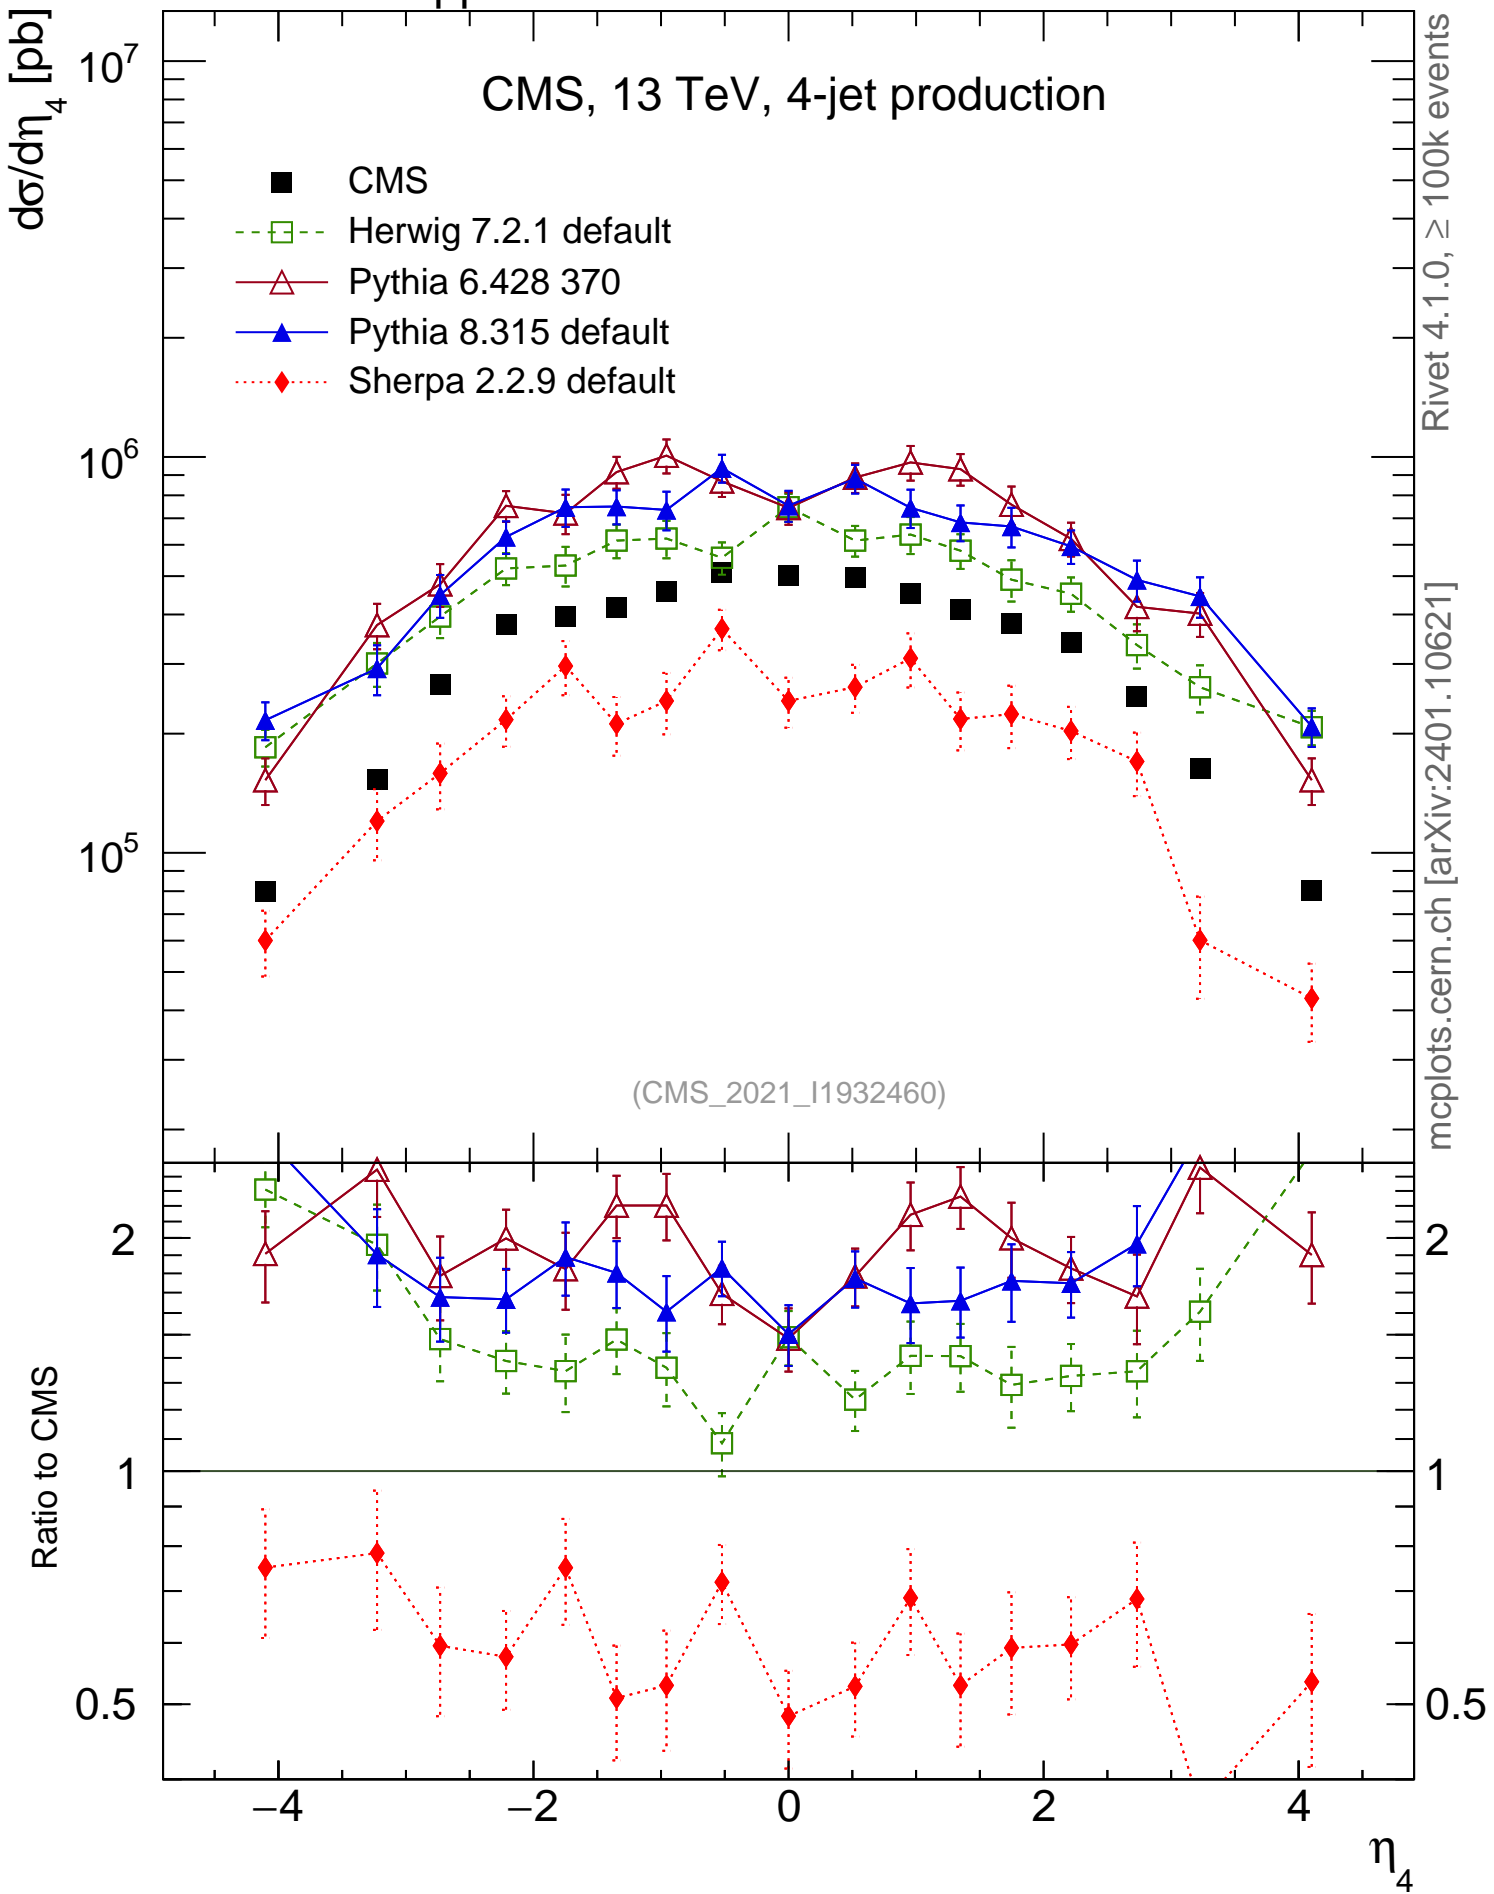 pp
dσ/dη4 [pb]
CMS, 13 TeV, 4-jet production
CMS
Herwig 7.2.1 default
Pythia 6.428 370
Pythia 8.315 default
Sherpa 2.2.9 default
10^7
10^6
10^5
(CMS_2021_I1932460)
Rivet 4.1.0, ≥ 100k events
mcplots.cern.ch [arXiv:2401.10621]
Ratio to CMS
2
1
0.5
2
1
0.5
−4 −2 0 2 4
η4